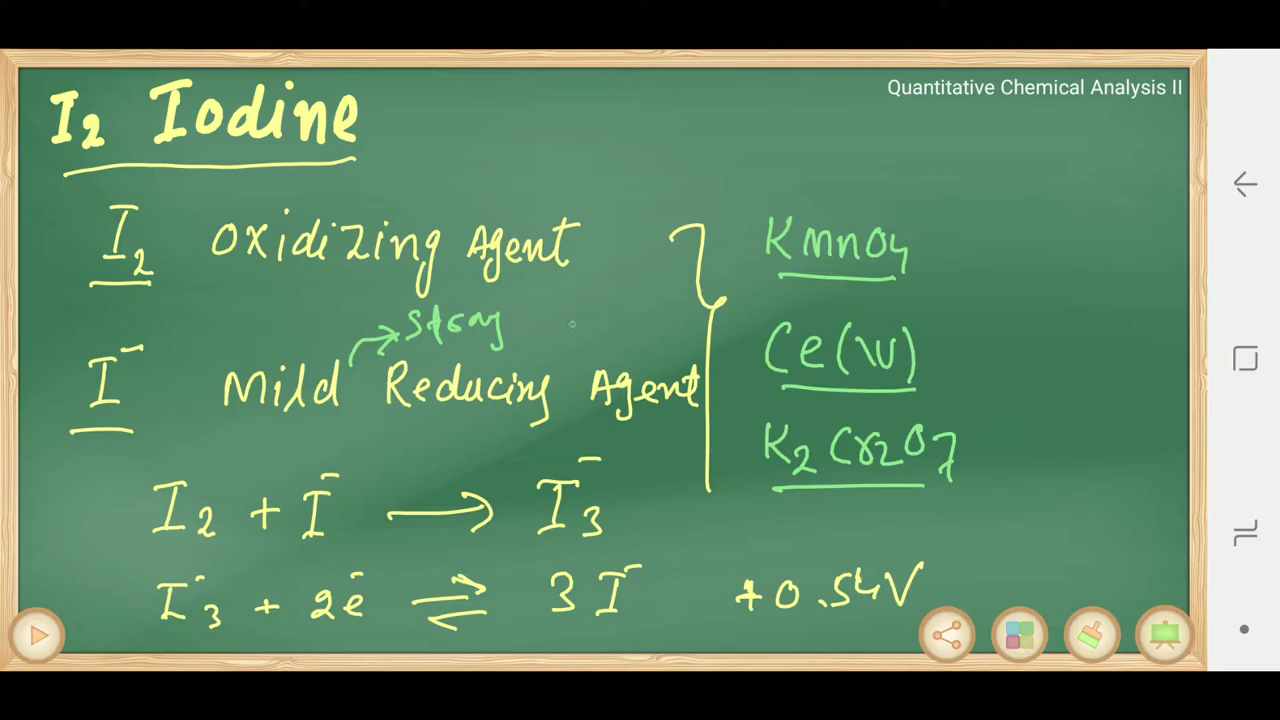 Quantitative Chemical Analysis II
I2 Iodine
I2 Oxidizing Agent
KMnO4
Strong
Ce(IV)
I⁻ Mild Reducing Agent
K2Cr2O7
I2 + I⁻ → I3⁻
I3⁻ + 2e⁻ ⇌ 3I⁻ +0.54V